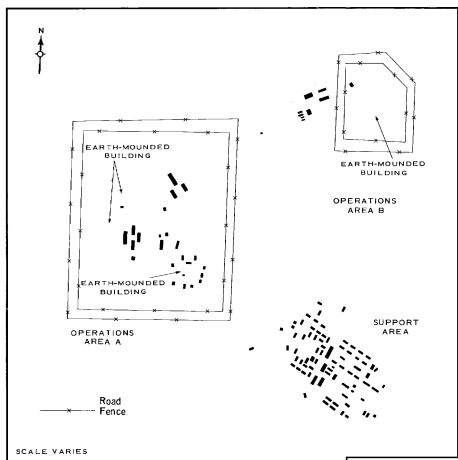 N
EARTH-MOUNDED
BUILDING
EARTH-MOUNDED
BUILDING
OPERATIONS
AREA B
EARTH-MOUNDED
BUILDING
OPERATIONS
AREA A
SUPPORT
AREA
Road
Fence
SCALE VARIES